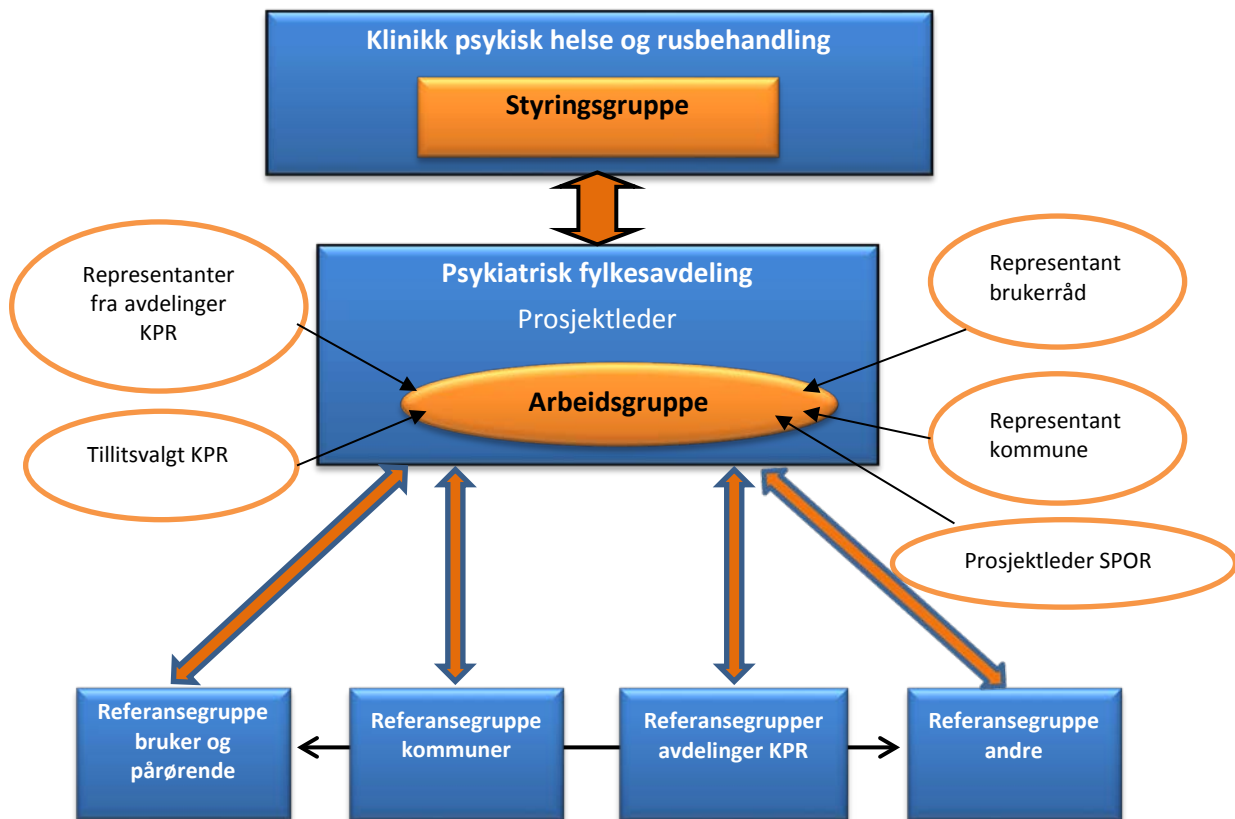 Klinikk psykisk helse og rusbehandling
Styringsgruppe
Psykiatrisk fylkesavdeling
Prosjektleder
Arbeidsgruppe
Representanter
fra avdelinger
KPR
Tillitsvalgt KPR
Representant
brukerråd
Representant
kommune
Prosjektleder SPOR
Referansegruppe
bruker og
pårørende
Referansegruppe
kommuner
Referansegrupper
avdelinger KPR
Referansegruppe
andre